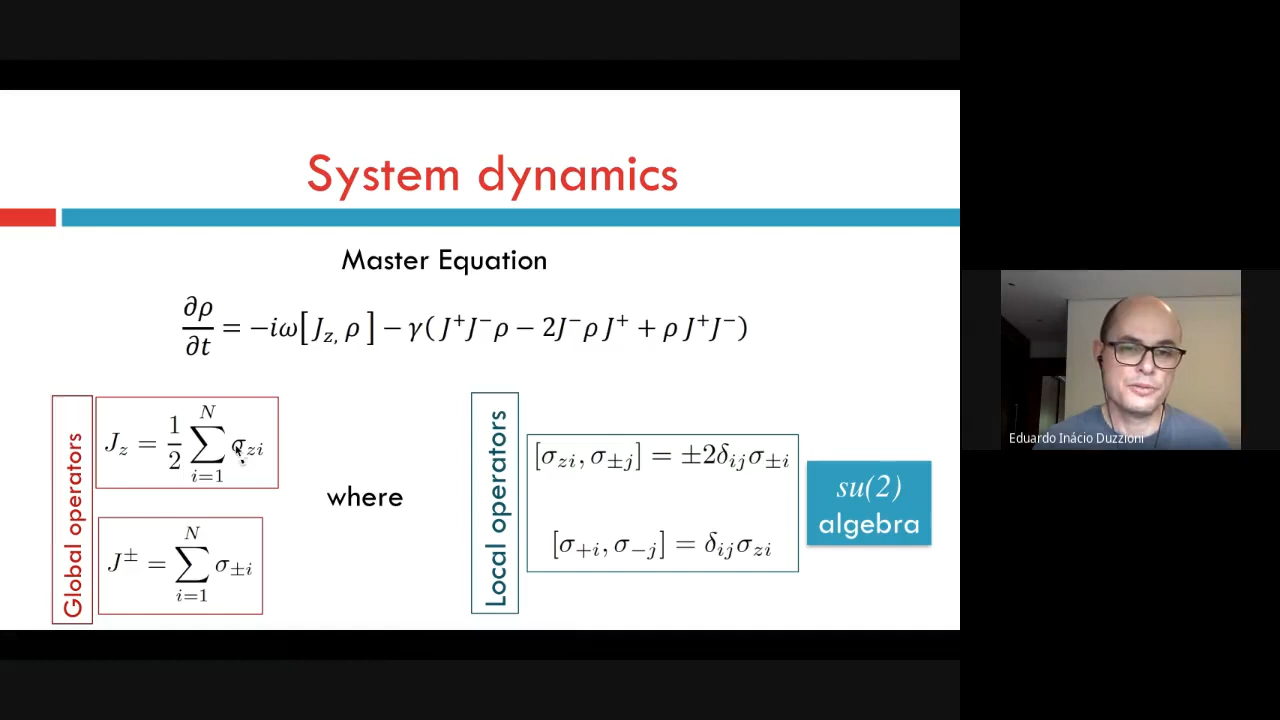 System dynamics
Master Equation
∂ρ/∂t = −iω[J_z, ρ] − γ(J⁺J⁻ρ − 2J⁻ρJ⁺ + ρJ⁺J⁻)
Global operators
J_z = 1/2 ∑_{i=1}^{N} σ_{zi}
J^± = ∑_{i=1}^{N} σ_{±i}
where
Local operators
[σ_{zi}, σ_{±j}] = ±2δ_{ij}σ_{±i}
[σ_{+i}, σ_{−j}] = δ_{ij}σ_{zi}
su(2)
algebra
Eduardo Inácio Duzzioni